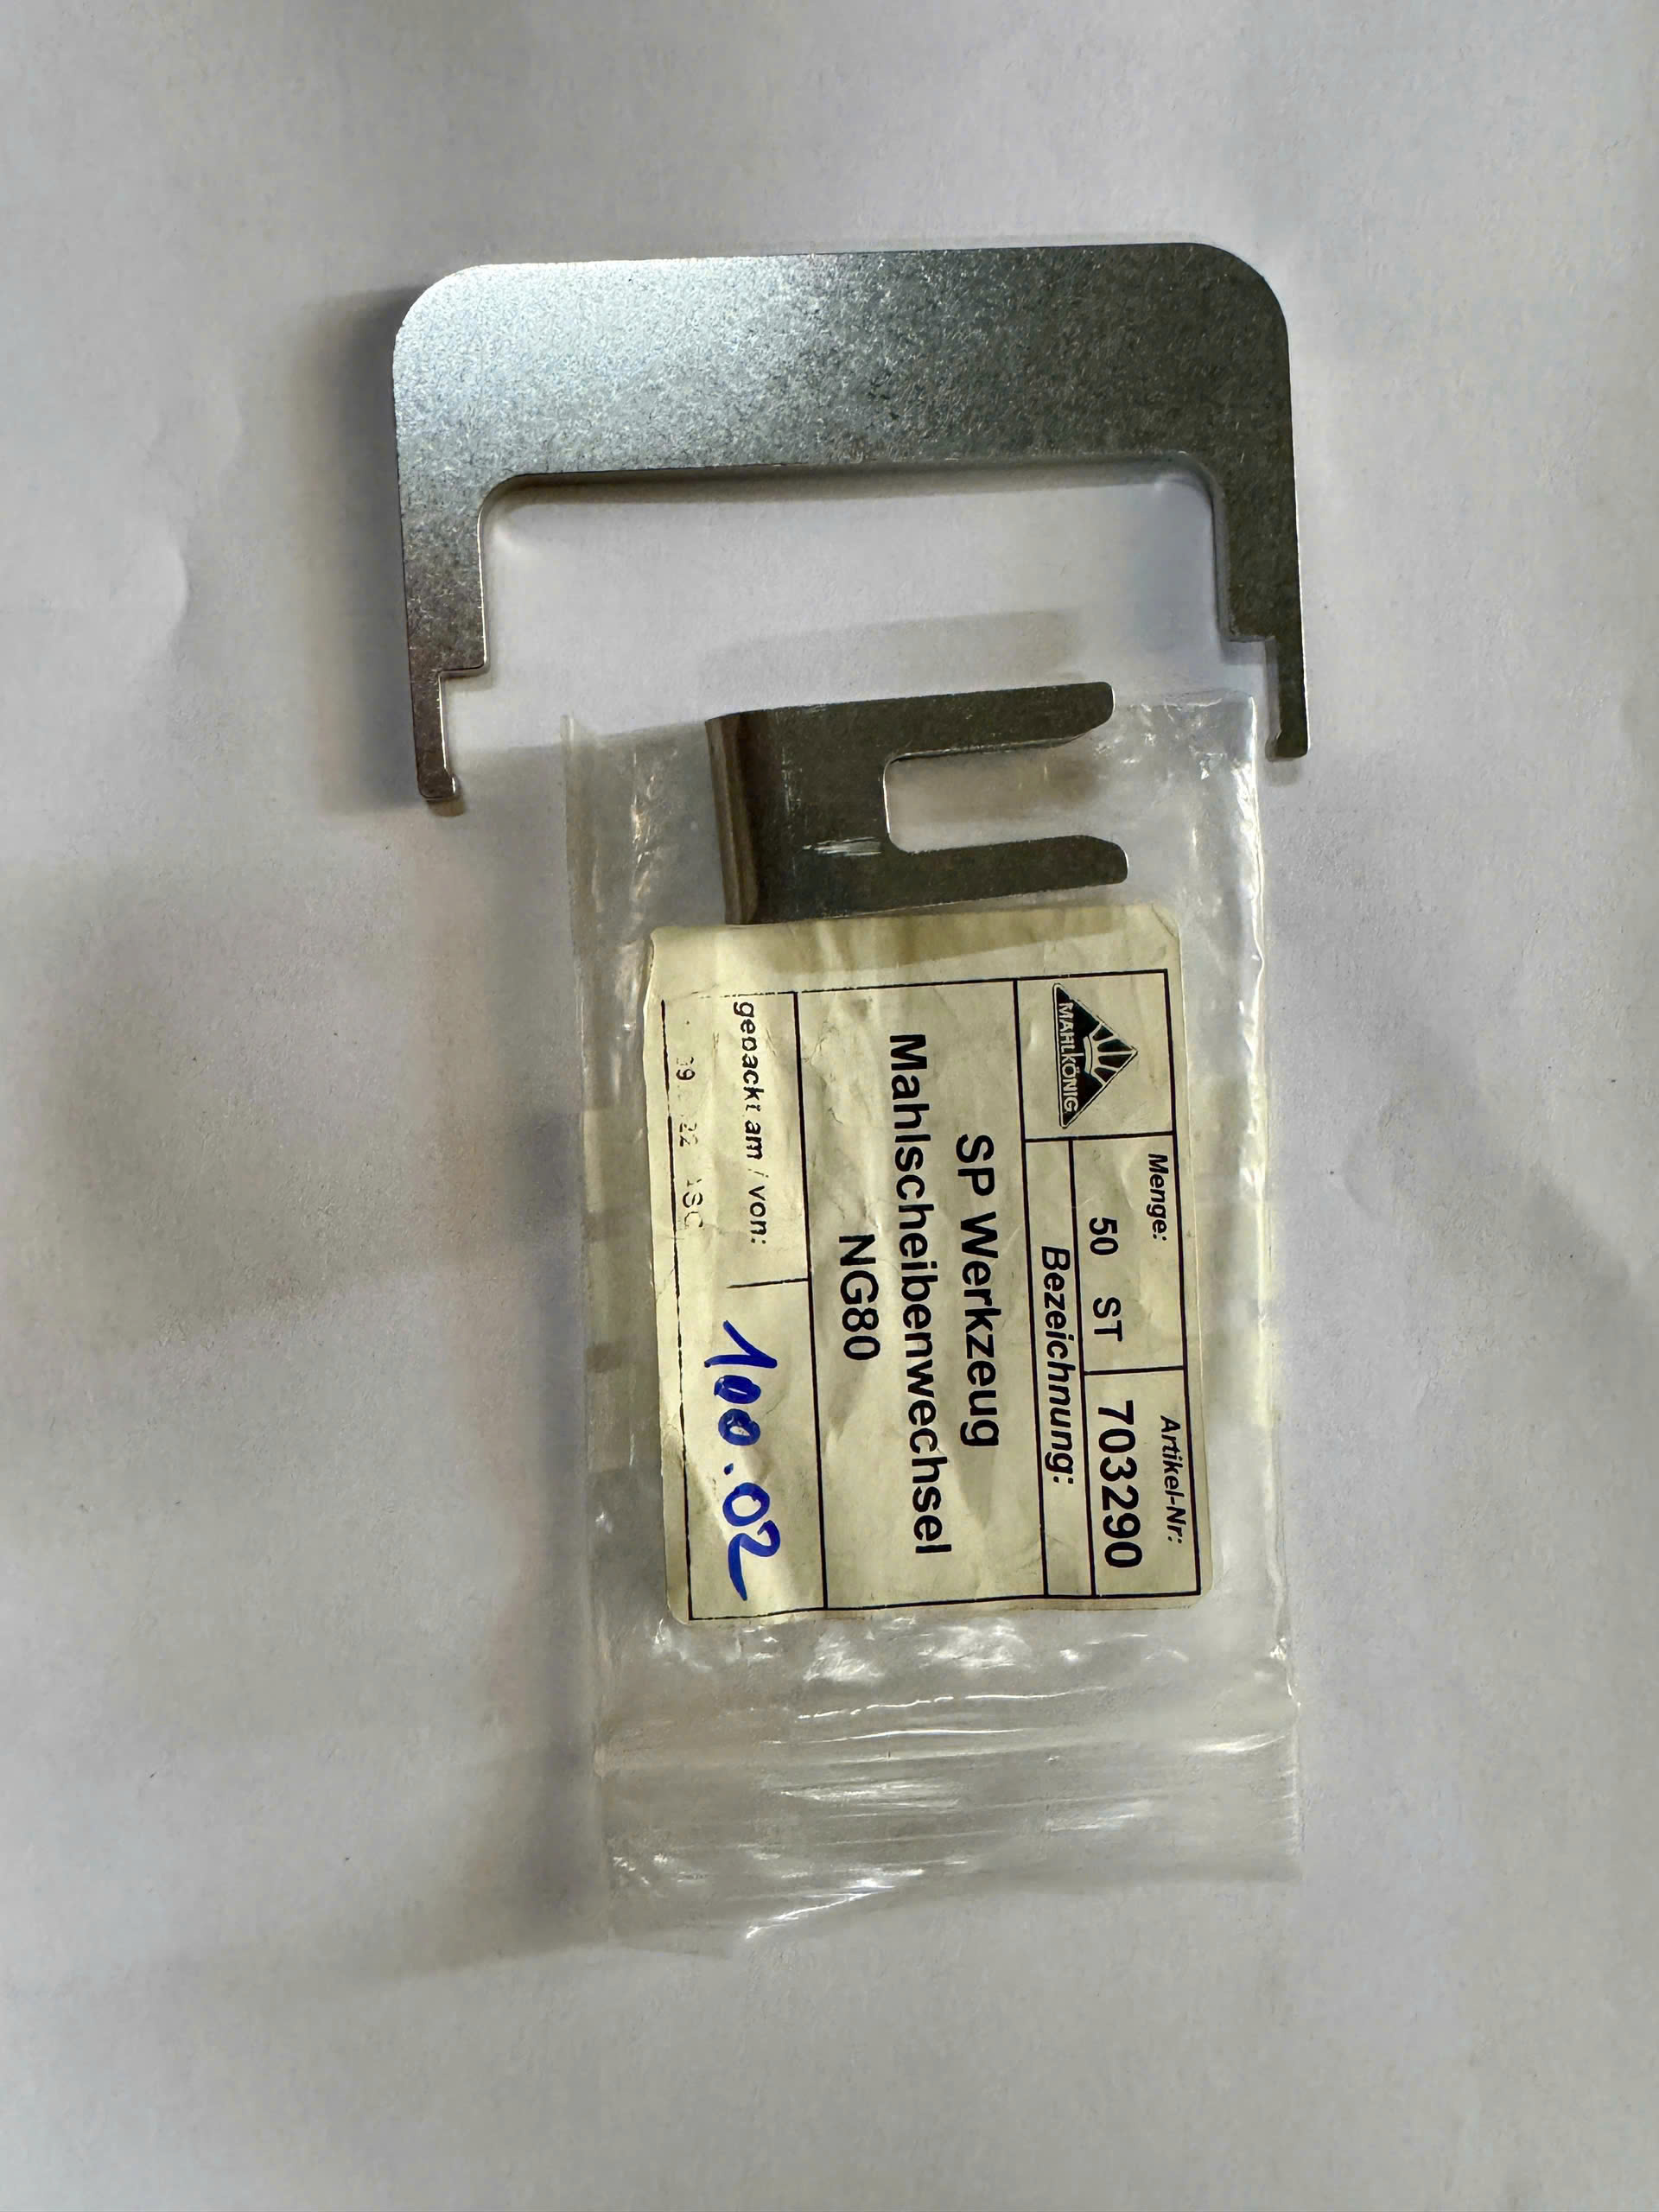 MAHLKÖNIG
Menge:
Artikel-Nr:
50 ST
703290
Bezeichnung:
SP Werkzeug
Mahlscheibenwechsel
NG80
gepackt am / von:
100.02